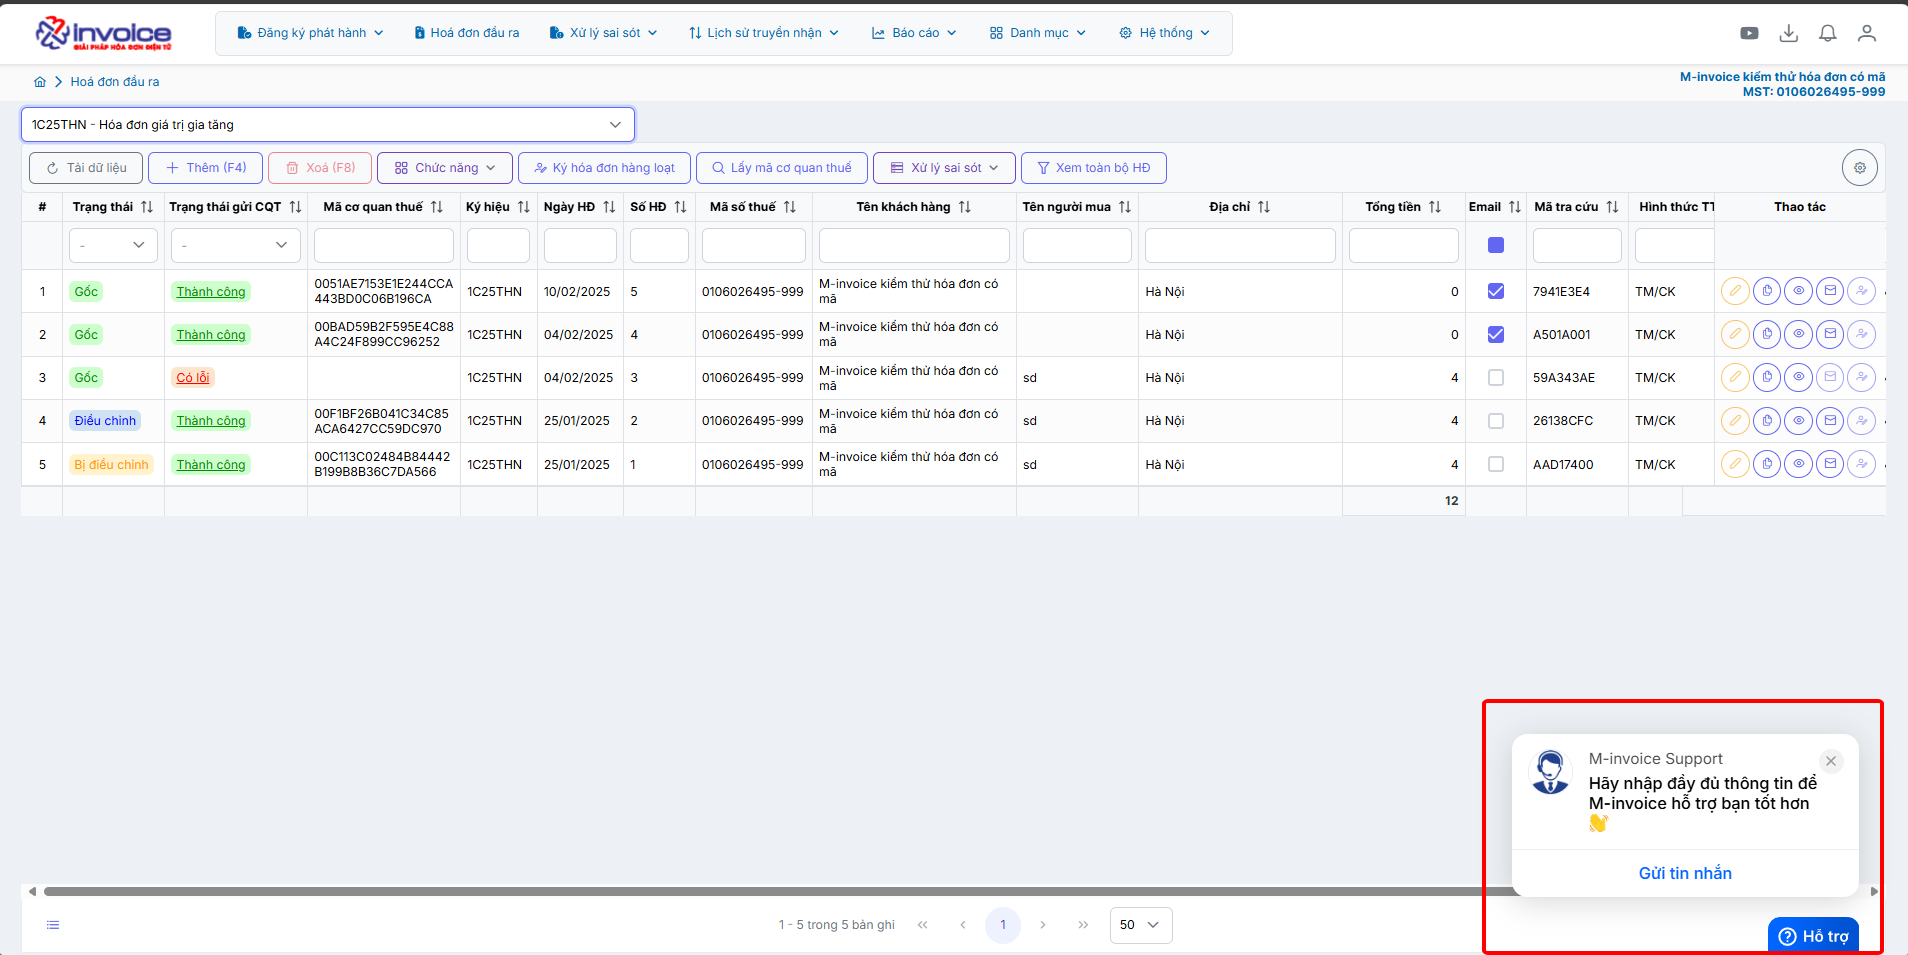 Invoice
GIẢI PHÁP HÓA ĐƠN ĐIỆN TỬ
Đăng ký phát hành
Hoá đơn đầu ra
Xử lý sai sót
Lịch sử truyền nhận
Báo cáo
Danh mục
Hệ thống
Hoá đơn đầu ra
M-invoice kiểm thử hóa đơn có mã
MST: 0106026495-999
1C25THN - Hóa đơn giá trị gia tăng
Tải dữ liệu
Thêm (F4)
Xoá (F8)
Chức năng
Ký hóa đơn hàng loạt
Lấy mã cơ quan thuế
Xử lý sai sót
Xem toàn bộ HĐ
# Trạng thái Trạng thái gửi CQT Mã cơ quan thuế Ký hiệu Ngày HĐ Số HĐ Mã số thuế Tên khách hàng Tên người mua Địa chỉ Tổng tiền Email Mã tra cứu Hình thức TT Thao tác
- -
1 Gốc Thành công 0051AE7153E1E244CCA443BD0C06B196CA 1C25THN 10/02/2025 5 0106026495-999 M-invoice kiểm thử hóa đơn có mã Hà Nội 0 7941E3E4 TM/CK
2 Gốc Thành công 00BAD59B2F595E4C88A4C24F899CC96252 1C25THN 04/02/2025 4 0106026495-999 M-invoice kiểm thử hóa đơn có mã Hà Nội 0 A501A001 TM/CK
3 Gốc Có lỗi 1C25THN 04/02/2025 3 0106026495-999 M-invoice kiểm thử hóa đơn có mã sd Hà Nội 4 59A343AE TM/CK
4 Điều chỉnh Thành công 00F1BF26B041C34C85ACA6427CC59DC970 1C25THN 25/01/2025 2 0106026495-999 M-invoice kiểm thử hóa đơn có mã sd Hà Nội 4 26138CFC TM/CK
5 Bị điều chỉnh Thành công 00C113C02484B84442B199B8B36C7DA566 1C25THN 25/01/2025 1 0106026495-999 M-invoice kiểm thử hóa đơn có mã sd Hà Nội 4 AAD17400 TM/CK
12
M-invoice Support
Hãy nhập đầy đủ thông tin để
M-invoice hỗ trợ bạn tốt hơn
👋
Gửi tin nhắn
1 - 5 trong 5 bản ghi
1
50
Hỗ trợ